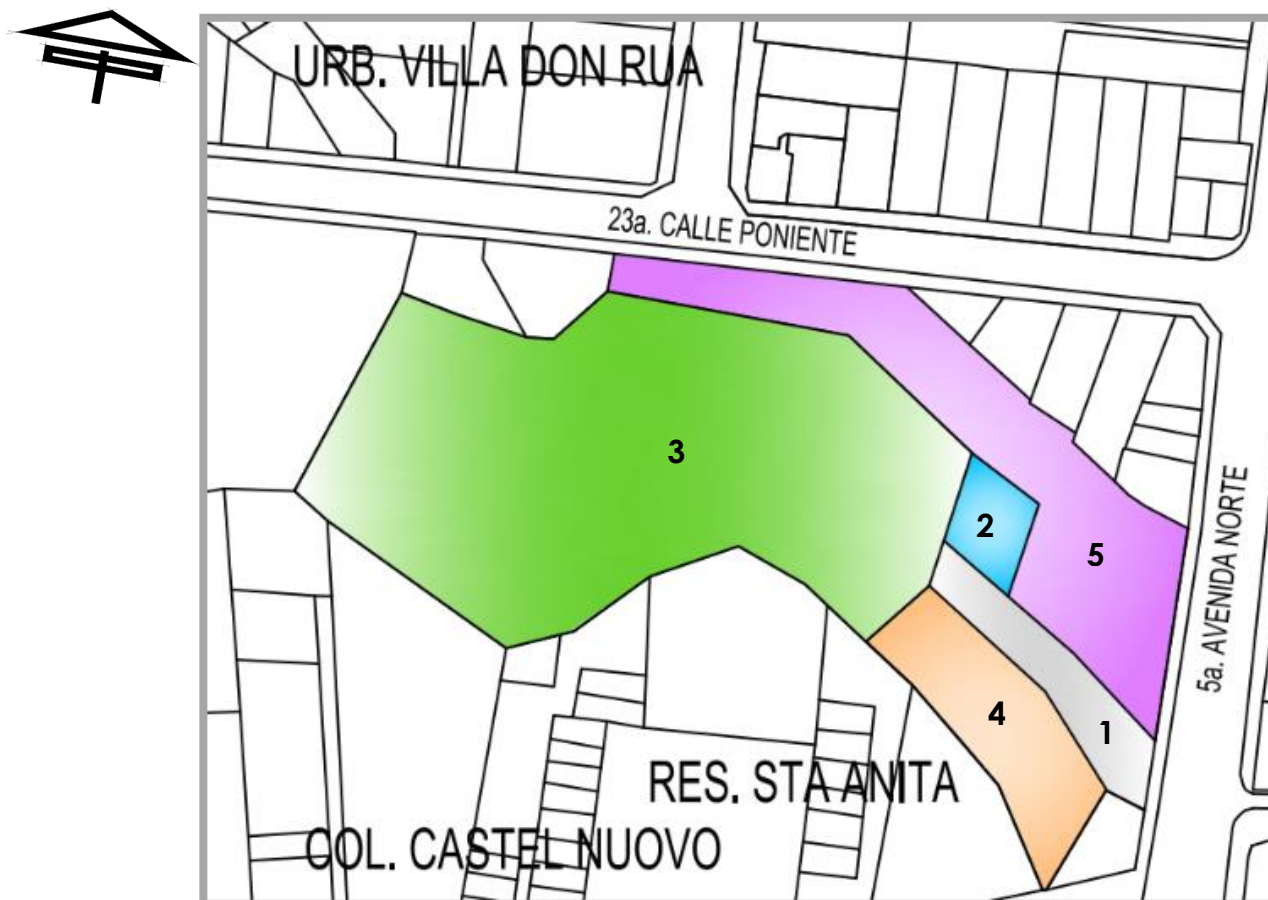 URB. VILLA DON RUA
23a. CALLE PONIENTE
3
2
5
5a. AVENIDA NORTE
4
1
RES. STA ANITA
COL. CASTEL NUOVO